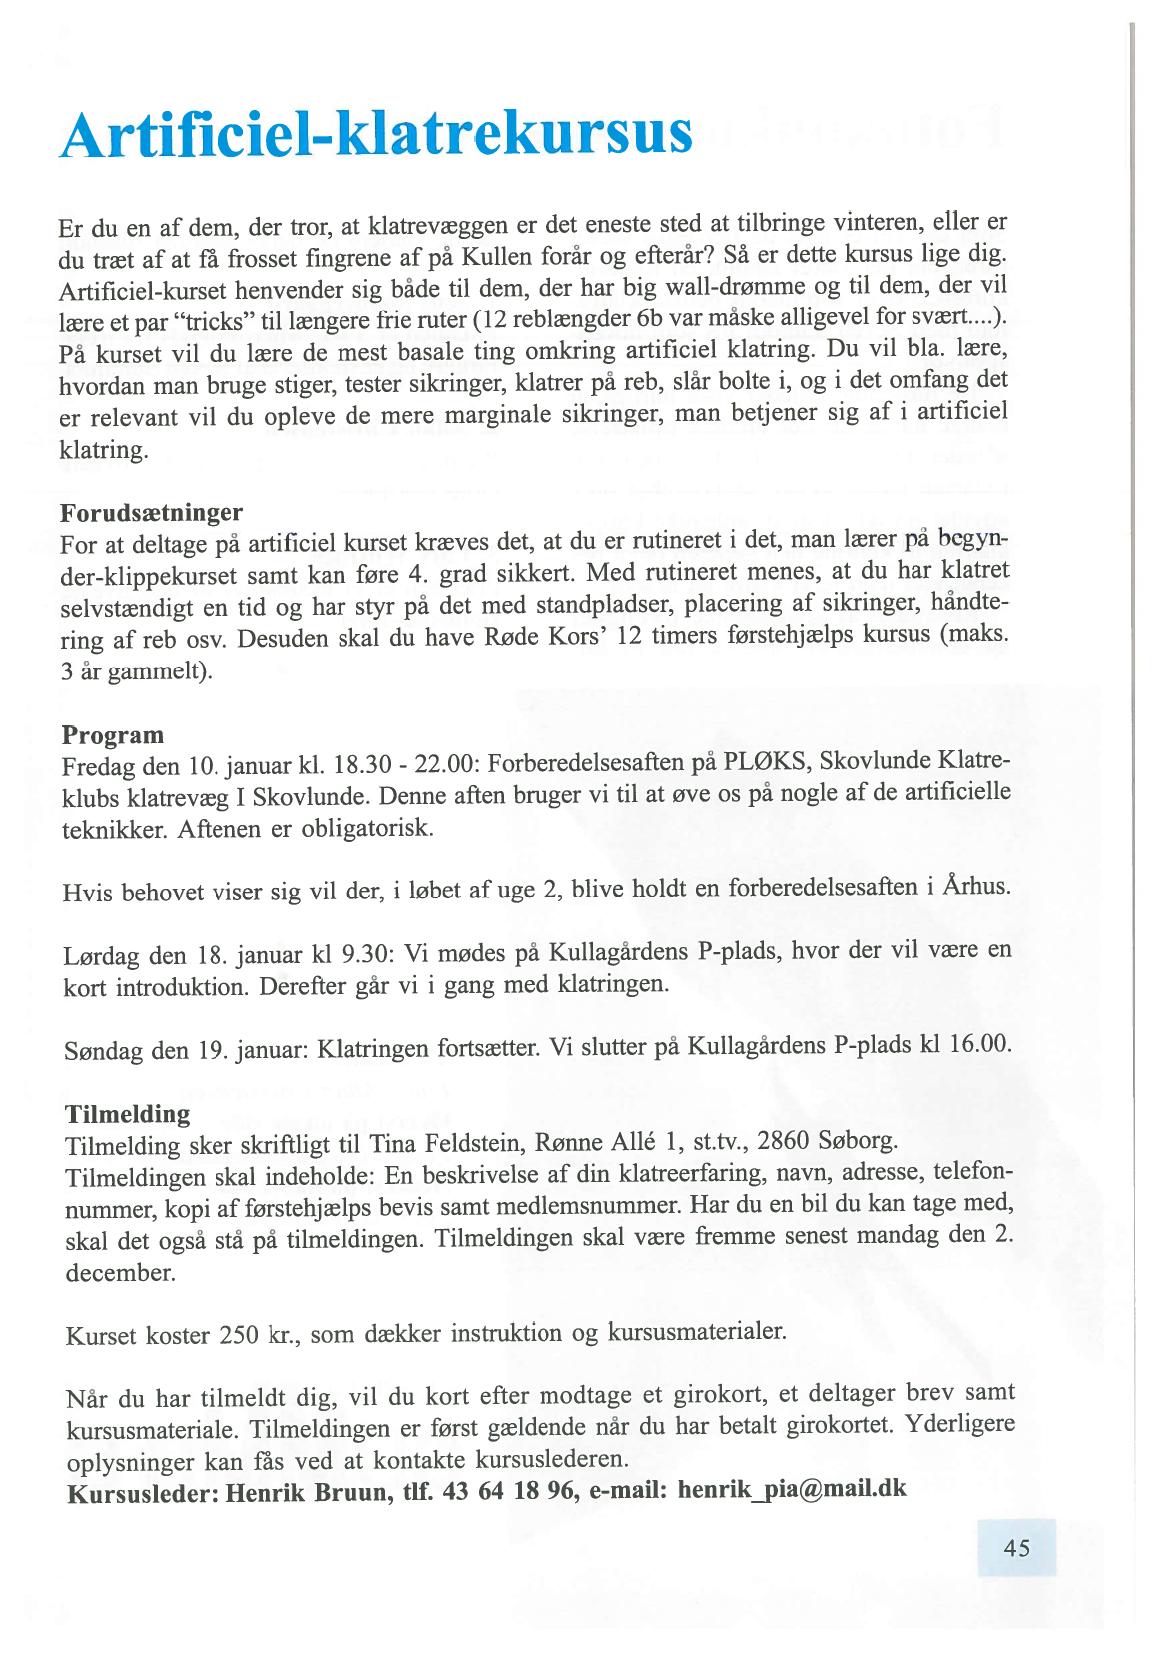 Artificiel-klatrekursus
Er du en af dem, der tror, at klatrevæggen er det eneste sted at tilbringe vinteren, eller er
du træt af at få frosset fingrene af på Kullen forår og efterår? Så er dette kursus lige dig.
Artificiel-kurset henvender sig både til dem, der har big wall-drømme og til dem, der vil
lære et par “tricks” til længere frie ruter (12 reblængder 6b var måske alligevel for svært....).
På kurset vil du lære de mest basale ting omkring artificiel klatring. Du vil bla. lære,
hvordan man bruge stiger, tester sikringer, klatrer på reb, slår bolte i, og i det omfang det
er relevant vil du opleve de mere marginale sikringer, man betjener sig af i artificiel
klatring.
Forudsætninger
For at deltage på artificiel kurset kræves det, at du er rutineret i det, man lærer på begyn-
der-klippekurset samt kan føre 4. grad sikkert. Med rutineret menes, at du har klatret
selvstændigt en tid og har styr på det med standpladser, placering af sikringer, håndte-
ring af reb osv. Desuden skal du have Røde Kors’ 12 timers førstehjælps kursus (maks.
3 år gammelt).
Program
Fredag den 10. januar kl. 18.30 - 22.00: Forberedelsesaften på PLØKS, Skovlunde Klatre-
klubs klatrevæg I Skovlunde. Denne aften bruger vi til at øve os på nogle af de artificielle
teknikker. Aftenen er obligatorisk.
Hvis behovet viser sig vil der, i løbet af uge 2, blive holdt en forberedelsesaften i Århus.
Lørdag den 18. januar kl 9.30: Vi mødes på Kullagårdens P-plads, hvor der vil være en
kort introduktion. Derefter går vi i gang med klatringen.
Søndag den 19. januar: Klatringen fortsætter. Vi slutter på Kullagårdens P-plads kl 16.00.
Tilmelding
Tilmelding sker skriftligt til Tina Feldstein, Rønne Allé 1, st.tv., 2860 Søborg.
Tilmeldingen skal indeholde: En beskrivelse af din klatreerfaring, navn, adresse, telefon-
nummer, kopi af førstehjælps bevis samt medlemsnummer. Har du en bil du kan tage med,
skal det også stå på tilmeldingen. Tilmeldingen skal være fremme senest mandag den 2.
december.
Kurset koster 250 kr., som dækker instruktion og kursusmaterialer.
Når du har tilmeldt dig, vil du kort efter modtage et girokort, et deltager brev samt
kursusmateriale. Tilmeldingen er først gældende når du har betalt girokortet. Yderligere
oplysninger kan fås ved at kontakte kursuslederen.
Kursusleder: Henrik Bruun, tlf. 43 64 18 96, e-mail: henrik_pia@mail.dk
45